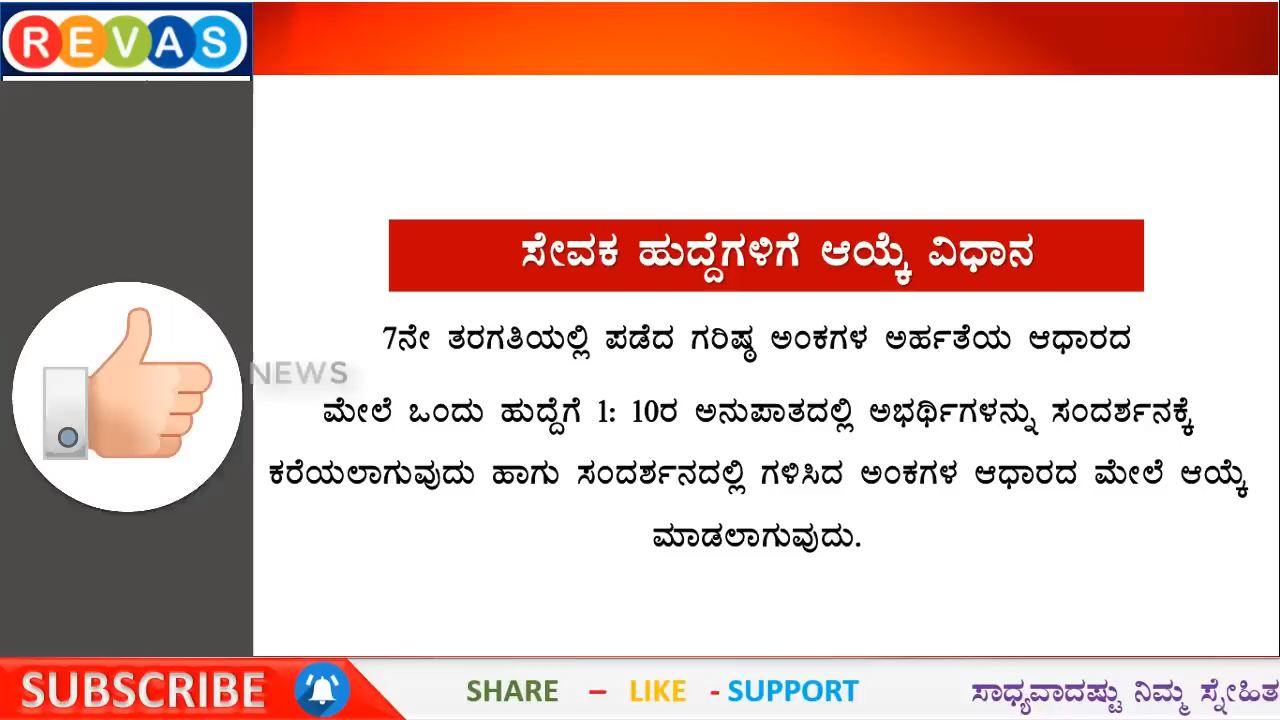 REVAS
ಸೇವಕ ಹುದ್ದೆಗಳಿಗೆ ಆಯ್ಕೆ ವಿಧಾನ
7ನೇ ತರಗತಿಯಲ್ಲಿ ಪಡೆದ ಗರಿಷ್ಠ ಅಂಕಗಳ ಅರ್ಹತೆಯ ಆಧಾರದ
NEWS
ಮೇಲೆ ಒಂದು ಹುದ್ದೆಗೆ 1: 10ರ ಅನುಪಾತದಲ್ಲಿ ಅಭರ್ಥಿಗಳನ್ನು ಸಂದರ್ಶನಕ್ಕೆ
ಕರೆಯಲಾಗುವುದು ಹಾಗು ಸಂದರ್ಶನದಲ್ಲಿ ಗಳಿಸಿದ ಅಂಕಗಳ ಆಧಾರದ ಮೇಲೆ ಆಯ್ಕೆ
ಮಾಡಲಾಗುವುದು.
SUBSCRIBE
SHARE – LIKE - SUPPORT
ಸಾಧ್ಯವಾದಷ್ಟು ನಿಮ್ಮ ಸ್ನೇಹಿತ